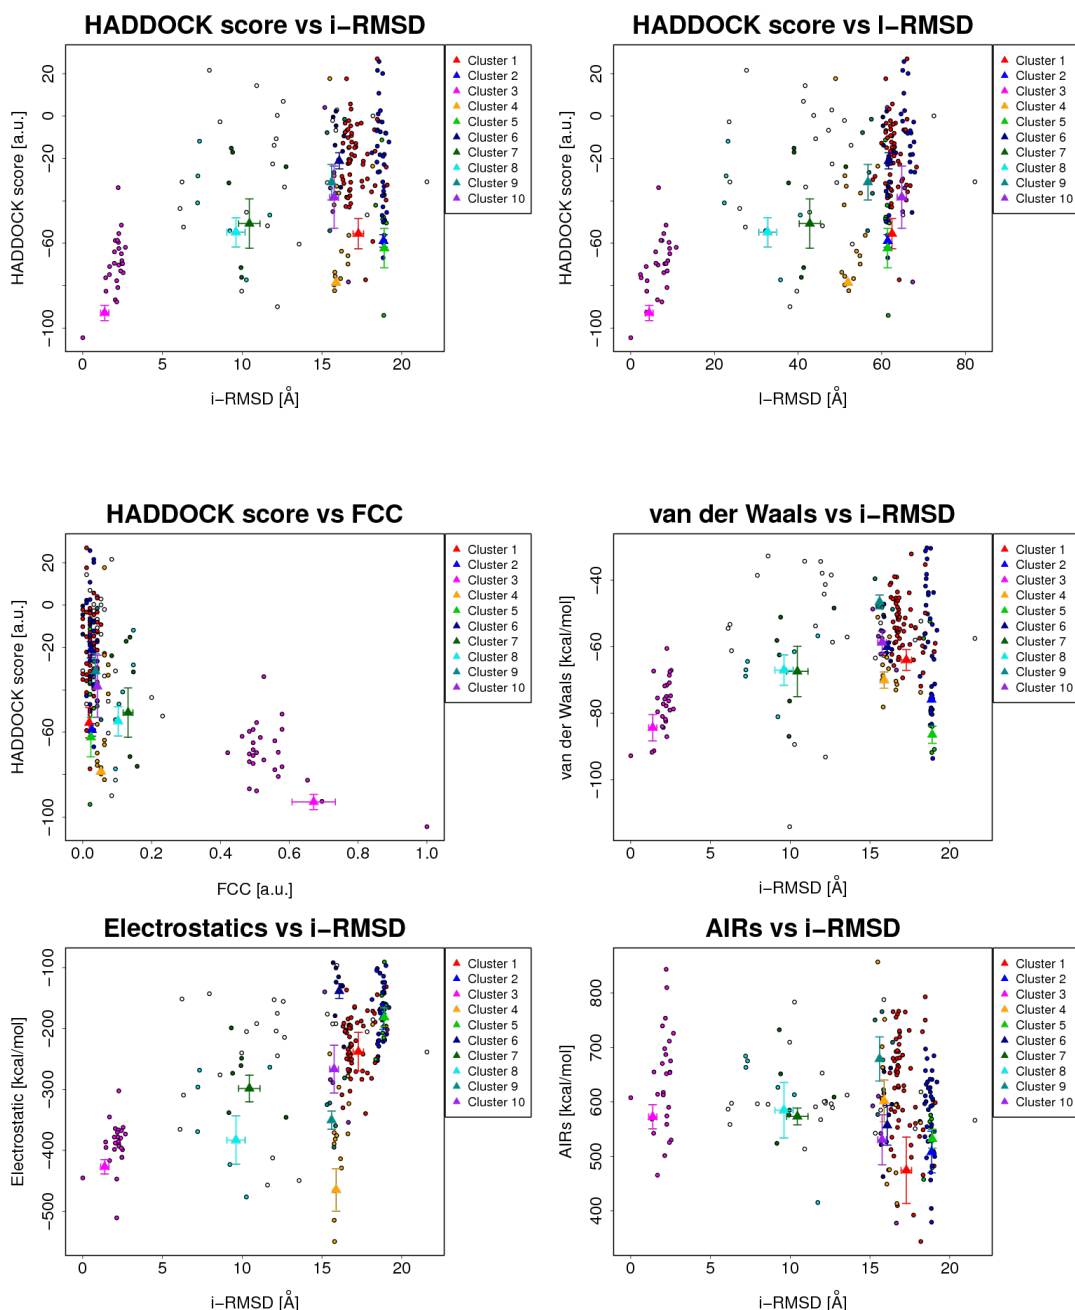 HADDOCK score vs i−RMSD
HADDOCK score [a.u.]
20
0
−20
−60
−100
0 5 10 15 20
i−RMSD [Å]
Cluster 1
Cluster 2
Cluster 3
Cluster 4
Cluster 5
Cluster 6
Cluster 7
Cluster 8
Cluster 9
Cluster 10
HADDOCK score vs l−RMSD
HADDOCK score [a.u.]
20
0
−20
−60
−100
0 20 40 60 80
l−RMSD [Å]
Cluster 1
Cluster 2
Cluster 3
Cluster 4
Cluster 5
Cluster 6
Cluster 7
Cluster 8
Cluster 9
Cluster 10
HADDOCK score vs FCC
HADDOCK score [a.u.]
20
0
−20
−60
−100
0.0 0.2 0.4 0.6 0.8 1.0
FCC [a.u.]
Cluster 1
Cluster 2
Cluster 3
Cluster 4
Cluster 5
Cluster 6
Cluster 7
Cluster 8
Cluster 9
Cluster 10
van der Waals vs i−RMSD
van der Waals [kcal/mol]
−40
−60
−80
−100
0 5 10 15 20
i−RMSD [Å]
Cluster 1
Cluster 2
Cluster 3
Cluster 4
Cluster 5
Cluster 6
Cluster 7
Cluster 8
Cluster 9
Cluster 10
Electrostatics vs i−RMSD
Electrostatic [kcal/mol]
−100
−200
−300
−400
−500
0 5 10 15 20
i−RMSD [Å]
Cluster 1
Cluster 2
Cluster 3
Cluster 4
Cluster 5
Cluster 6
Cluster 7
Cluster 8
Cluster 9
Cluster 10
AIRs vs i−RMSD
AIRs [kcal/mol]
800
700
600
500
400
0 5 10 15 20
i−RMSD [Å]
Cluster 1
Cluster 2
Cluster 3
Cluster 4
Cluster 5
Cluster 6
Cluster 7
Cluster 8
Cluster 9
Cluster 10